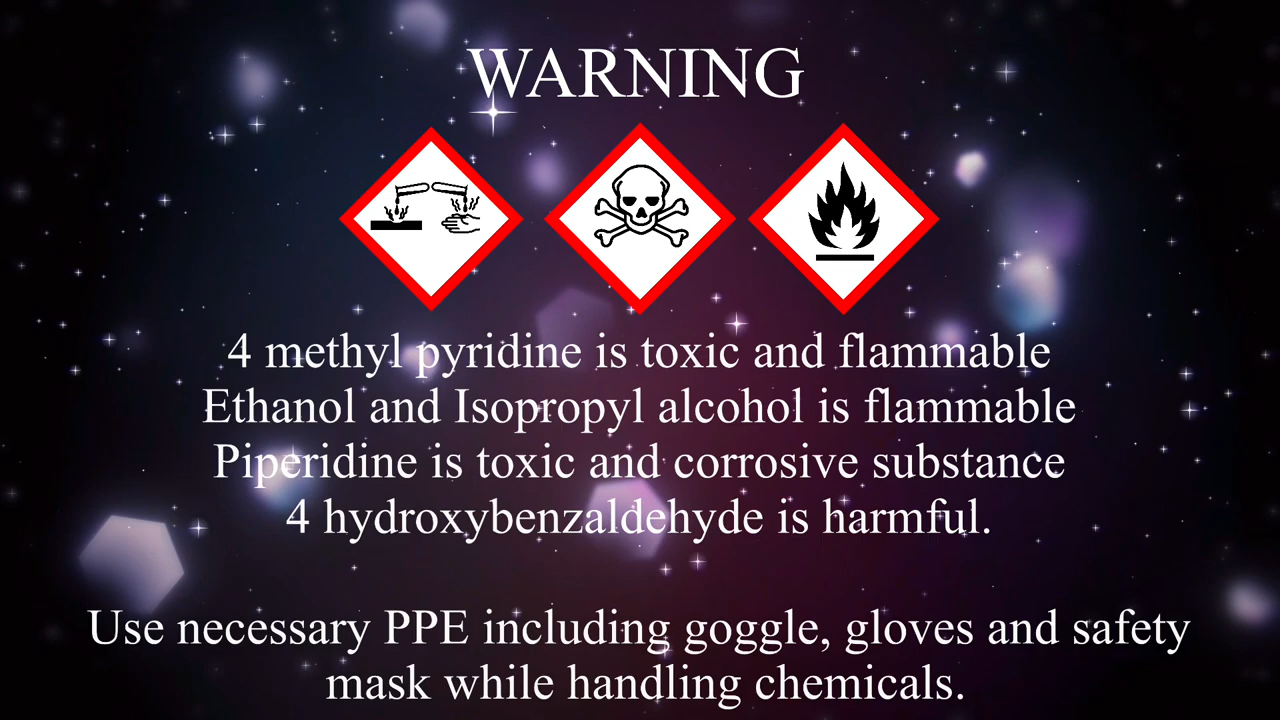 WARNING
4 methyl pyridine is toxic and flammable
Ethanol and Isopropyl alcohol is flammable
Piperidine is toxic and corrosive substance
4 hydroxybenzaldehyde is harmful.
Use necessary PPE including goggle, gloves and safety
mask while handling chemicals.